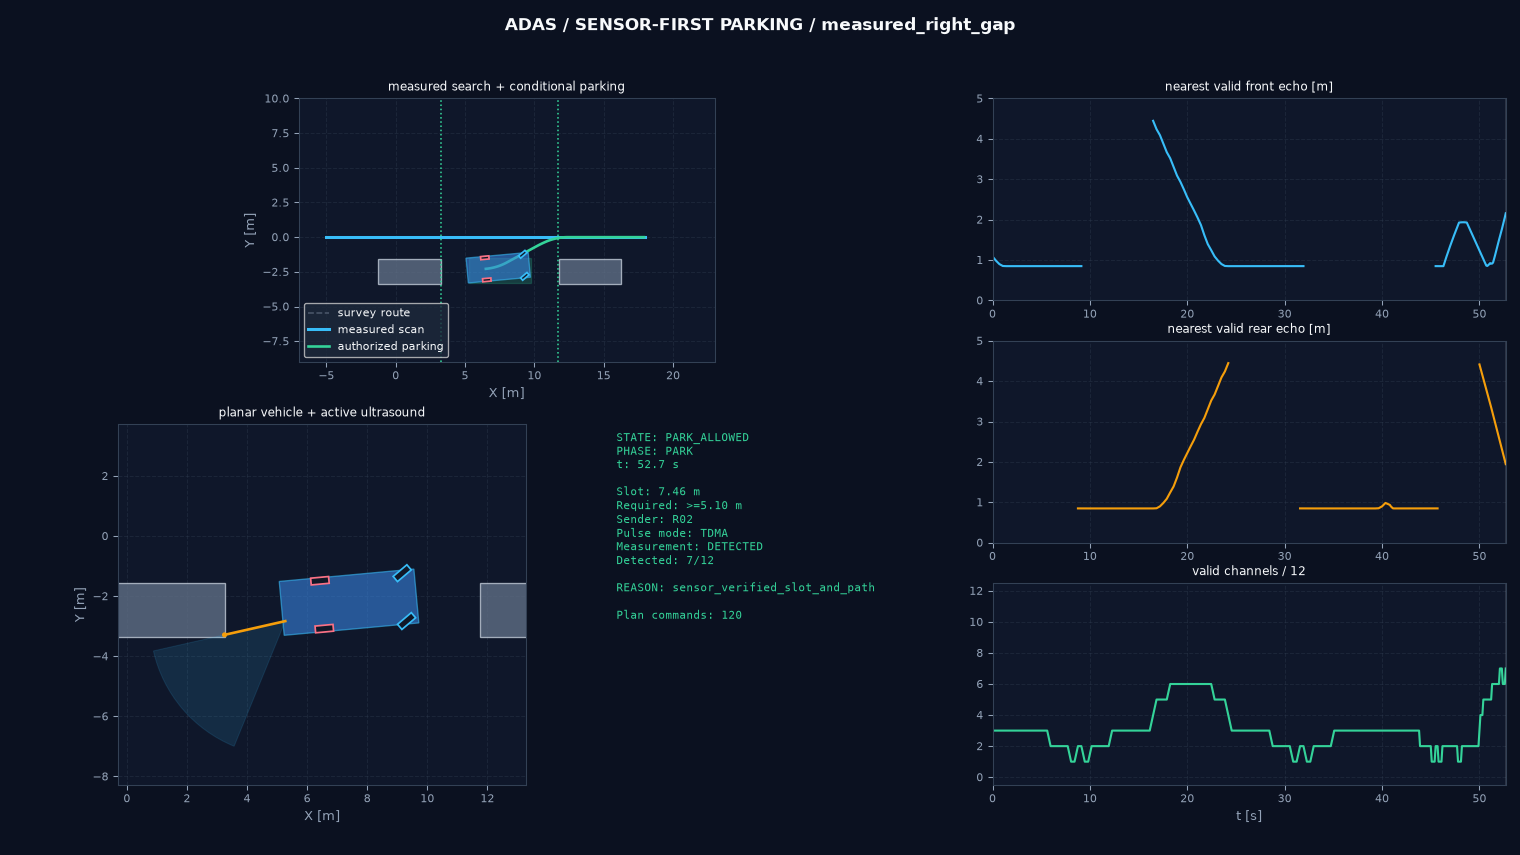 ADAS / SENSOR-FIRST PARKING / measured_right_gap
measured search + conditional parking
10.0
7.5
5.0
2.5
0.0
−2.5
−5.0
−7.5
Y [m]
survey route
measured scan
authorized parking
−5 0 5 10 15 20
X [m]
planar vehicle + active ultrasound
2
0
−2
−4
−6
−8
Y [m]
0 2 4 6 8 10 12
X [m]
STATE: PARK_ALLOWED
PHASE: PARK
t: 52.7 s
Slot: 7.46 m
Required: >=5.10 m
Sender: R02
Pulse mode: TDMA
Measurement: DETECTED
Detected: 7/12
REASON: sensor_verified_slot_and_path
Plan commands: 120
nearest valid front echo [m]
5
4
3
2
1
0
0 10 20 30 40 50
nearest valid rear echo [m]
5
4
3
2
1
0
0 10 20 30 40 50
valid channels / 12
12
10
8
6
4
2
0
0 10 20 30 40 50
t [s]